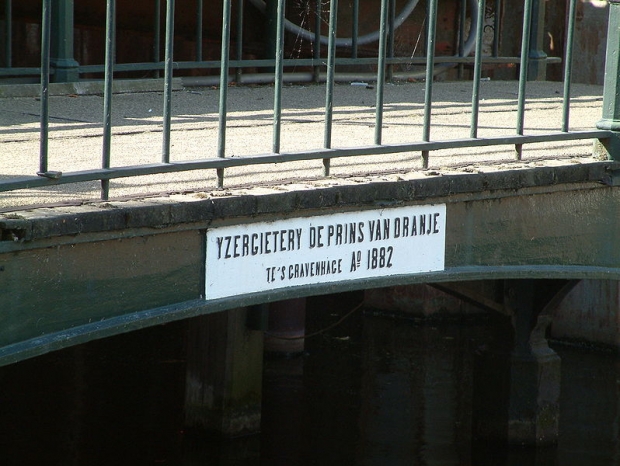 YZERGIETERY DE PRINS VAN ORANJE
TE 'S GRAVENHAGE Aº 1882